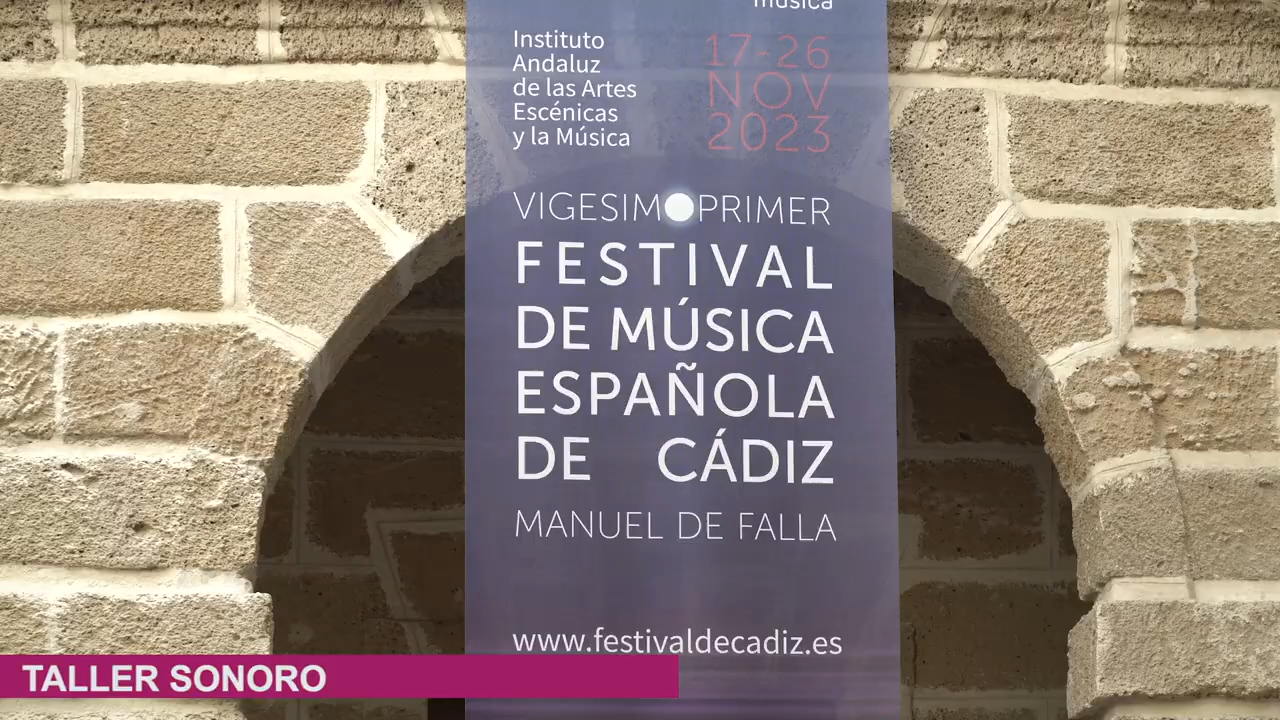 música
Instituto
Andaluz
de las Artes
Escénicas
y la Música
17-26
NOV
2023
VIGESIMOPRIMER
FESTIVAL
DE MÚSICA
ESPAÑOLA
DE CÁDIZ
MANUEL DE FALLA
www.festivaldecadiz.es
TALLER SONORO